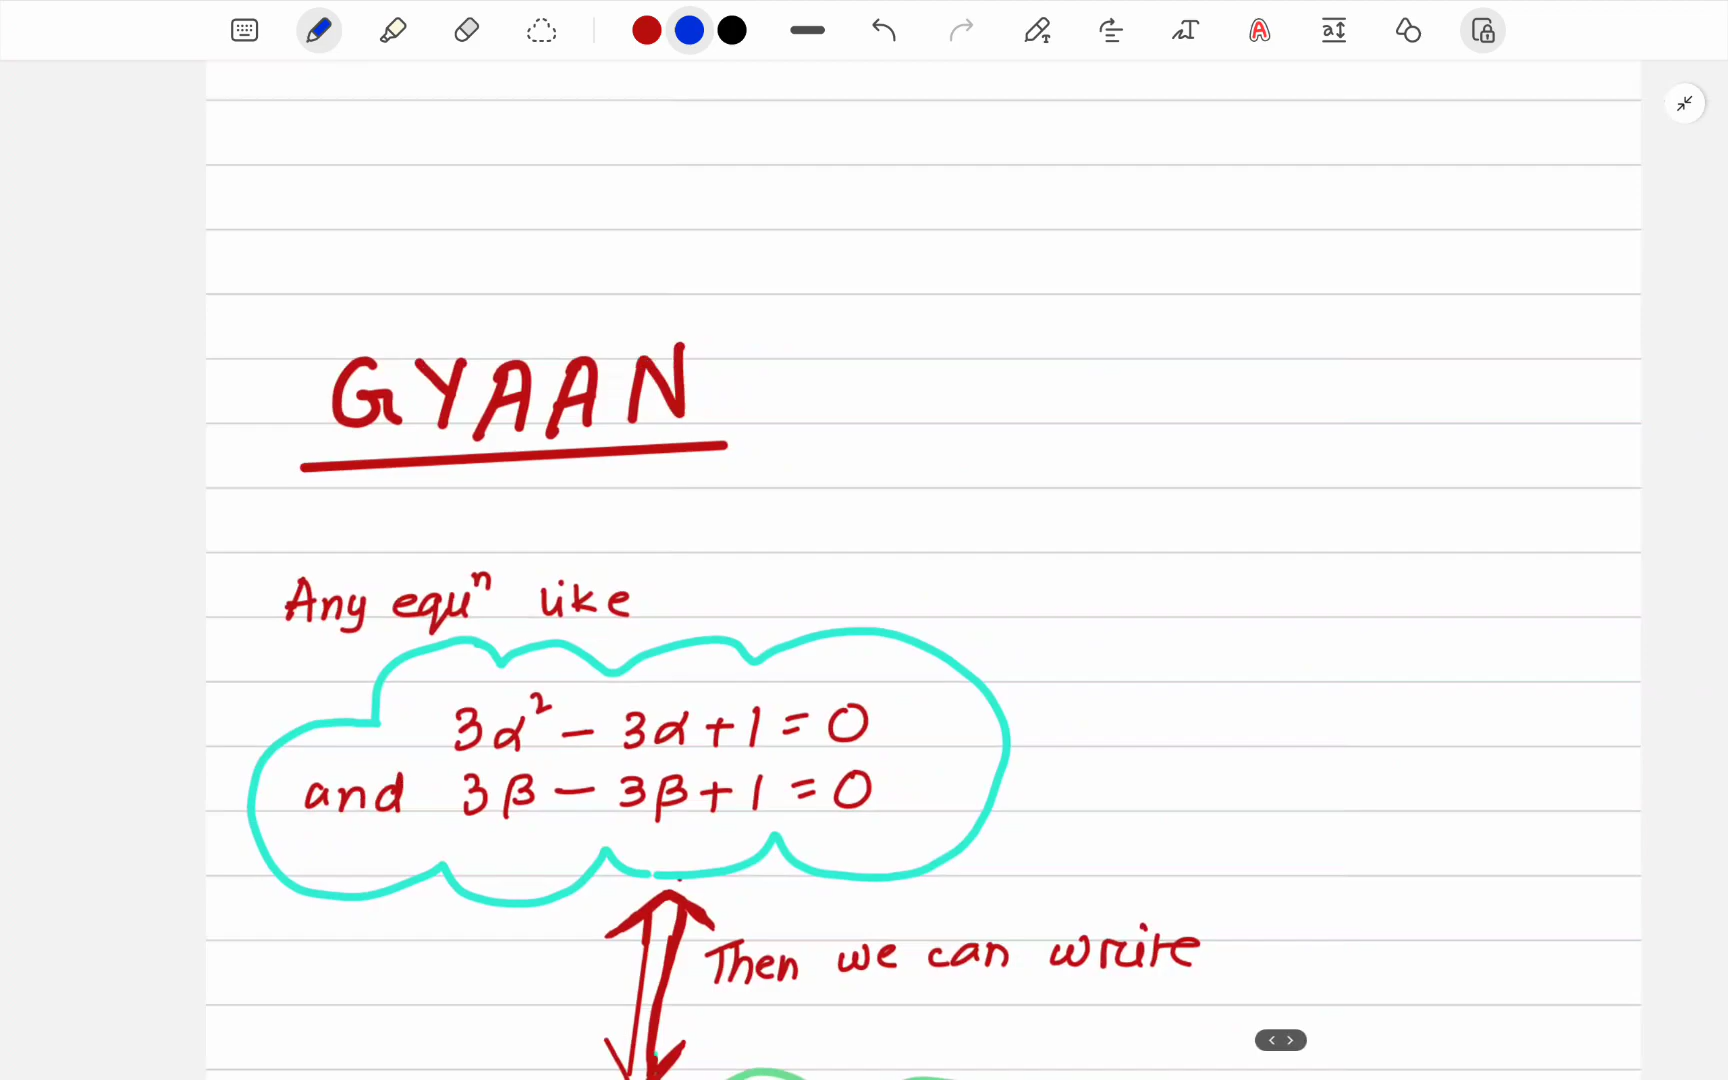 GYAAN
Any equⁿ like
3α² - 3α + 1 = 0
and 3β - 3β + 1 = 0
Then we can write